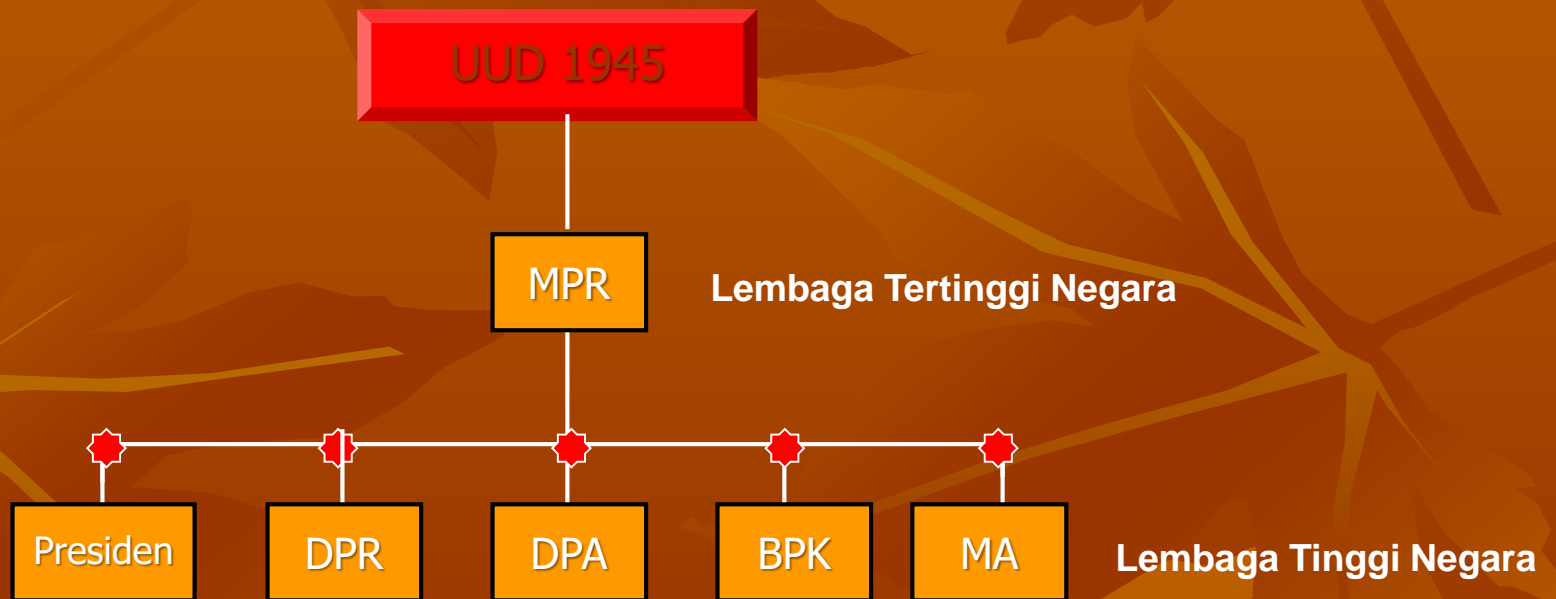 UUD 1945
MPR
Lembaga Tertinggi Negara
Presiden
DPR
DPA
BPK
MA
Lembaga Tinggi Negara